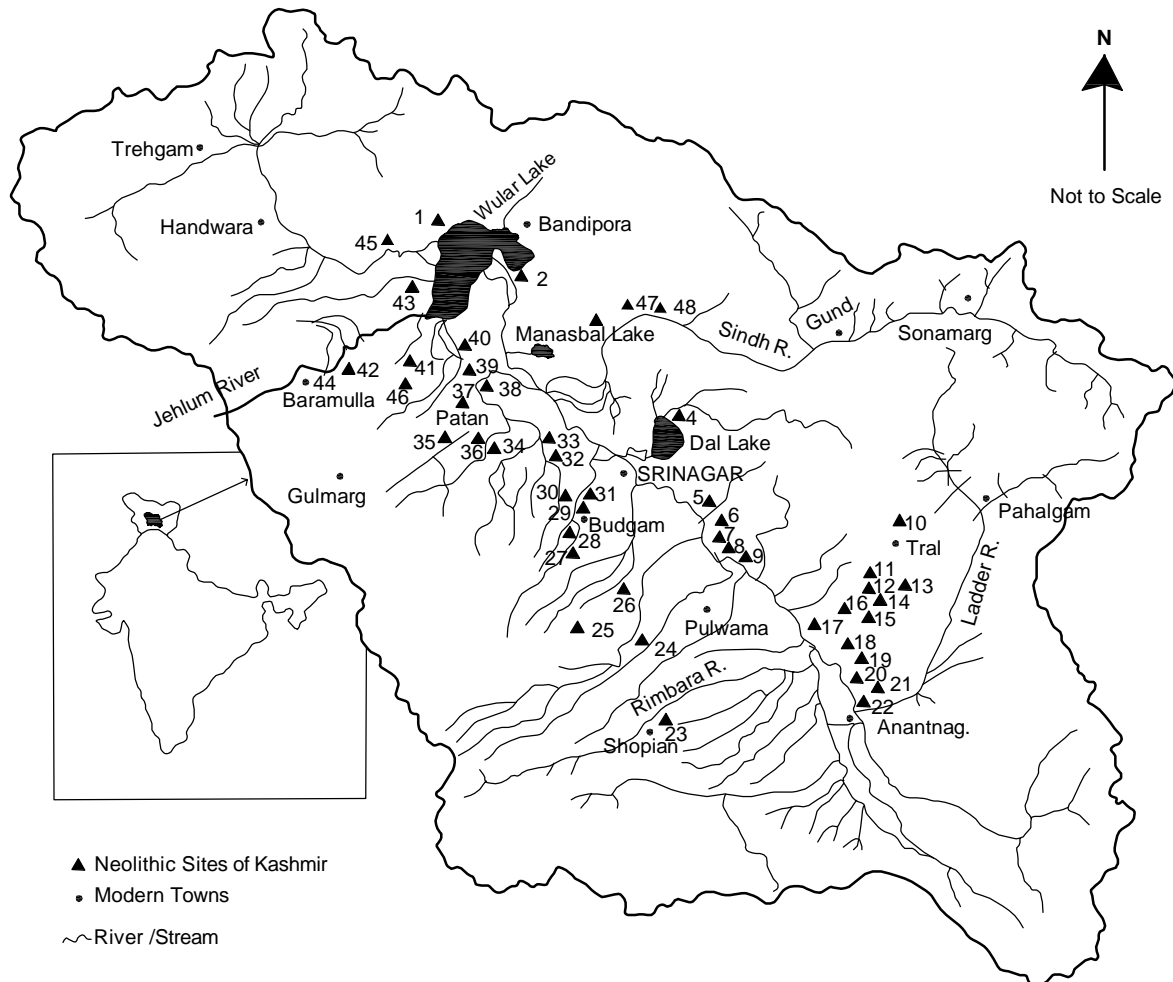 N
Not to Scale
Trehgam
Handwara
Wular Lake
Bandipora
1
45
2
43
47
48
Gund
Sonamarg
Sindh R.
Manasbal Lake
40
41
39
42
44
Baramulla
46
37
38
Jehlum River
Patan
4
Dal Lake
35
36
34
33
32
SRINAGAR
Gulmarg
30
31
5
29
Budgam
6
28
7
8
27
9
10
Tral
Pahalgam
Ladder R.
11
12
13
14
16
15
17
26
25
24
Pulwama
18
19
20
21
22
Anantnag.
Rimbara R.
23
Shopian
Neolithic Sites of Kashmir
Modern Towns
River /Stream